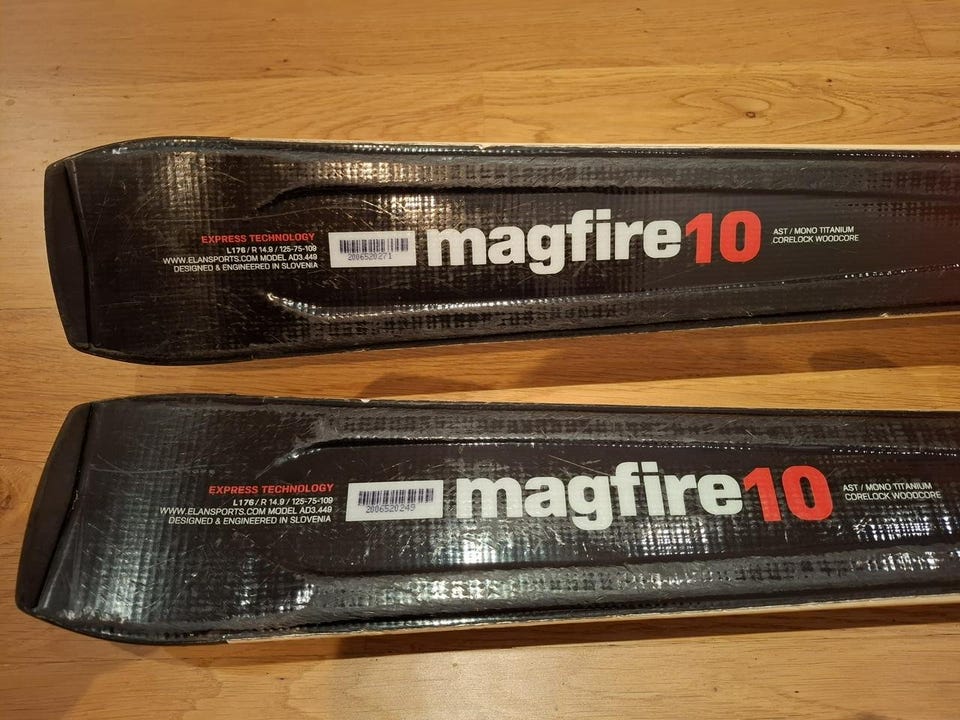 EXPRESS TECHNOLOGY
L176 / R 14.9 / 125-75-109
WWW.ELANSPORTS.COM MODEL AD3.449
DESIGNED & ENGINEERED IN SLOVENIA
2006520271
magfire10
AST / MONO TITANIUM
CORELOCK WOODCORE
EXPRESS TECHNOLOGY
L176 / R 14.9 / 125-75-109
WWW.ELANSPORTS.COM MODEL AD3.449
DESIGNED & ENGINEERED IN SLOVENIA
2006520249
magfire10
AST / MONO TITANIUM
CORELOCK WOODCORE